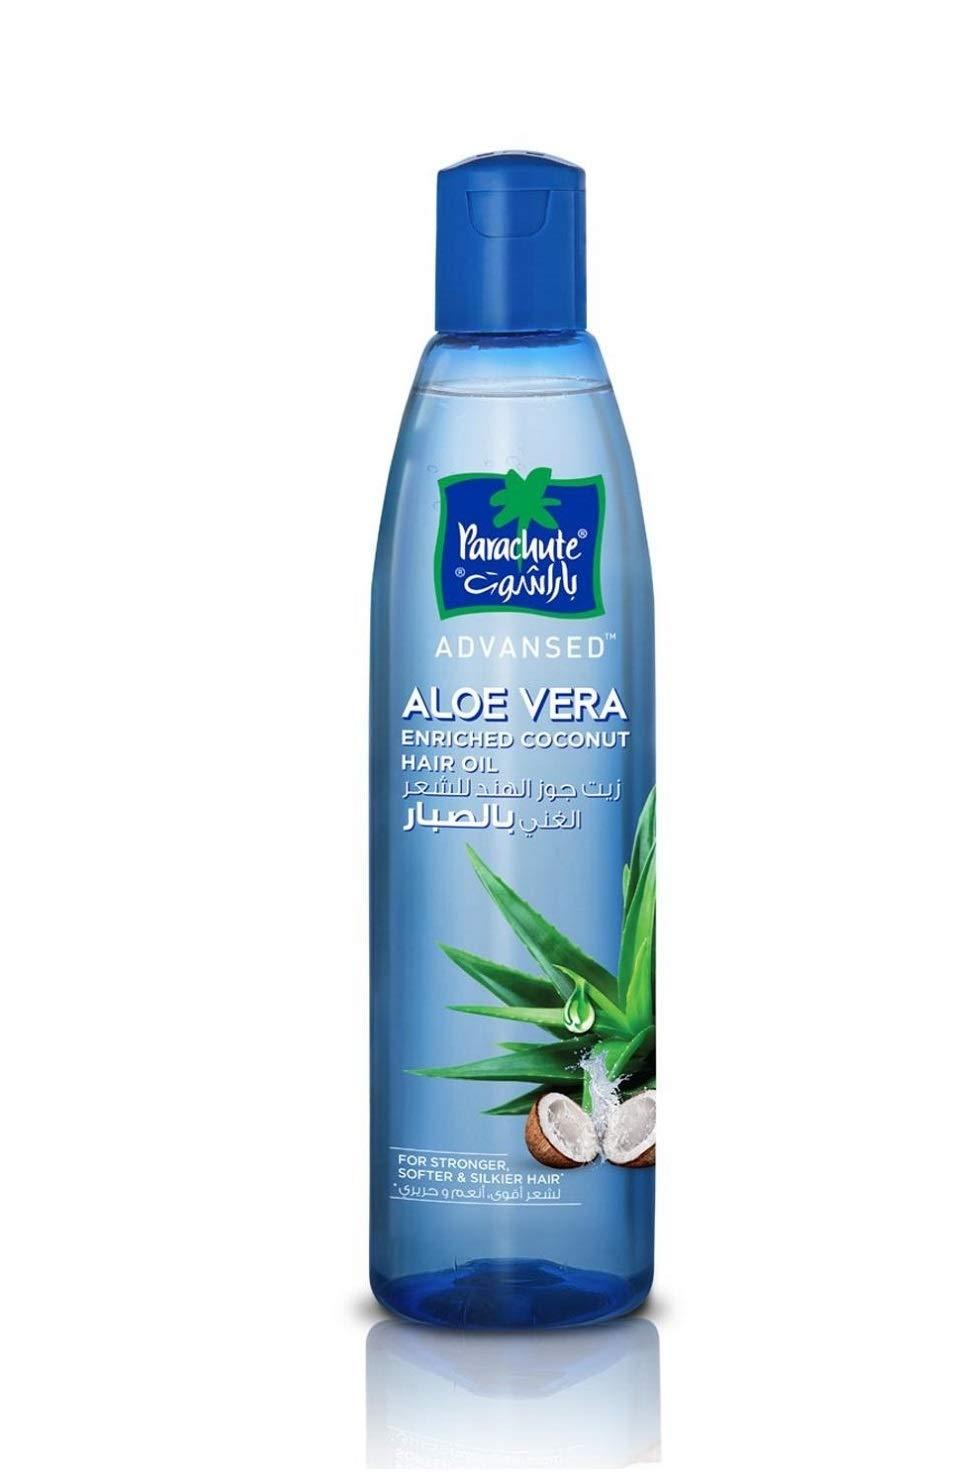 Parachute®
باراشوت®
ADVANSED™
ALOE VERA
ENRICHED COCONUT
HAIR OIL
زيت جوز الهند للشعر
الغني بالصبار
FOR STRONGER,
SOFTER & SILKIER HAIR*
لشعر أقوى، أنعم و حريري*